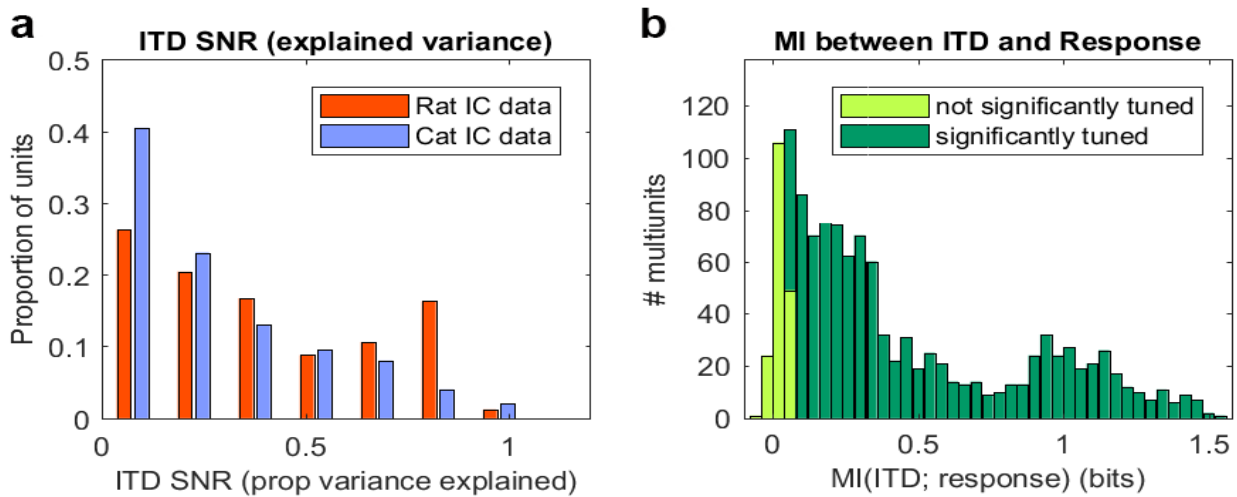 a
ITD SNR (explained variance)
0.5
0.4
0.3
0.2
0.1
0
Proportion of units
Rat IC data
Cat IC data
0
0.5
1
ITD SNR (prop variance explained)
b
MI between ITD and Response
120
100
80
60
40
20
0
# multiunits
not significantly tuned
significantly tuned
0
0.5
1
1.5
MI(ITD; response) (bits)